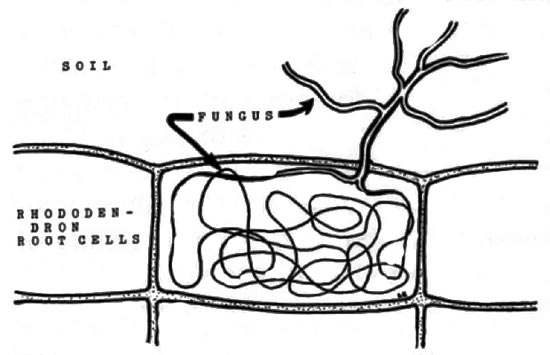 SOIL
FUNGUS
RHODODEN-
DRON
ROOT CELLS